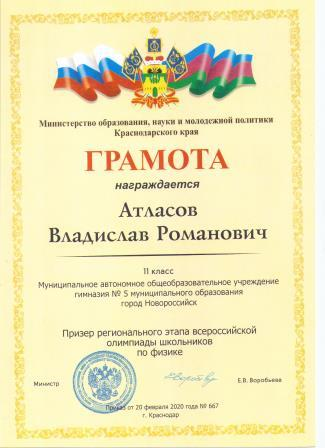 Министерство образования, науки и молодежной политики
Краснодарского края
ГРАМОТА
награждается
Атласов
Владислав Романович
11 класс
Муниципальное автономное общеобразовательное учреждение
гимназия № 5 муниципального образования
город Новороссийск
Призер регионального этапа всероссийской
олимпиады школьников
по физике
Министр
Е.В. Воробьева
Приказ от 20 февраля 2020 года № 667
г. Краснодар